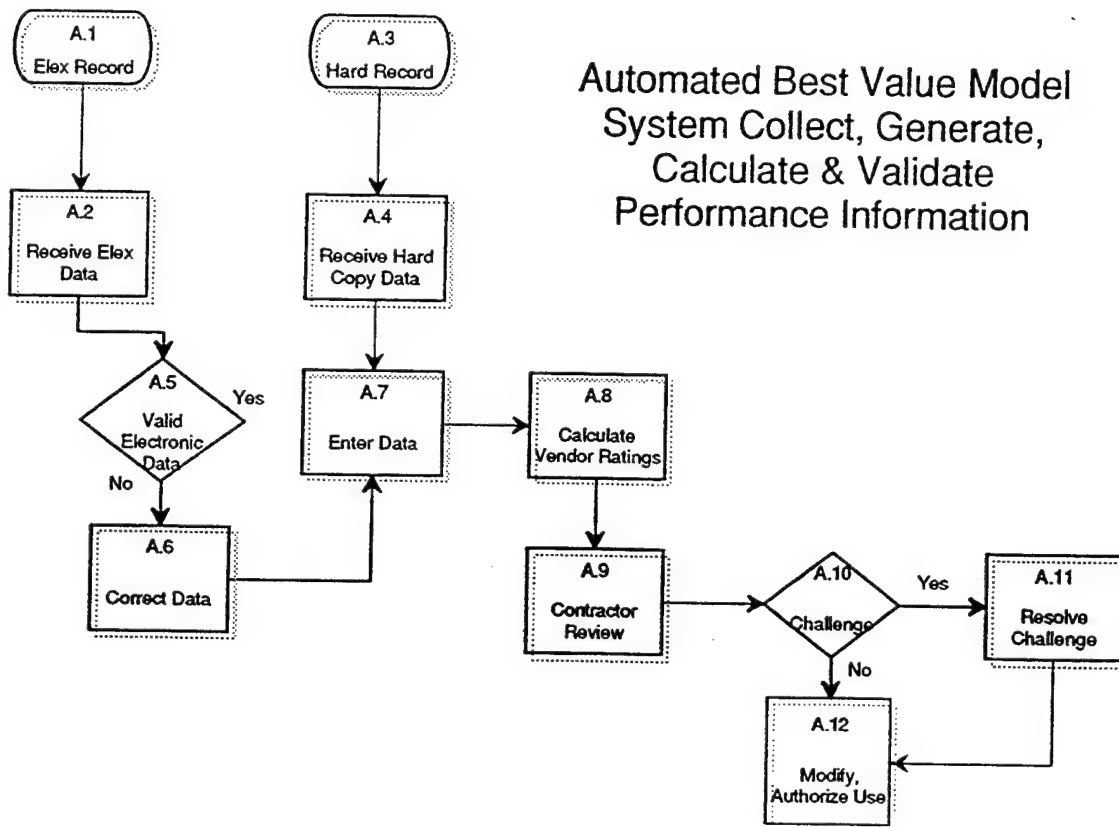 A.1
Elex Record
A.3
Hard Record
Automated Best Value Model
System Collect, Generate,
Calculate & Validate
Performance Information
A.2
Receive Elex
Data
A.4
Receive Hard
Copy Data
A.5
Valid
Electronic
Data
Yes
No
A.7
Enter Data
A.8
Calculate
Vendor Ratings
A.6
Correct Data
A.9
Contractor
Review
A.10
Challenge
Yes
No
A.11
Resolve
Challenge
A.12
Modify,
Authorize Use